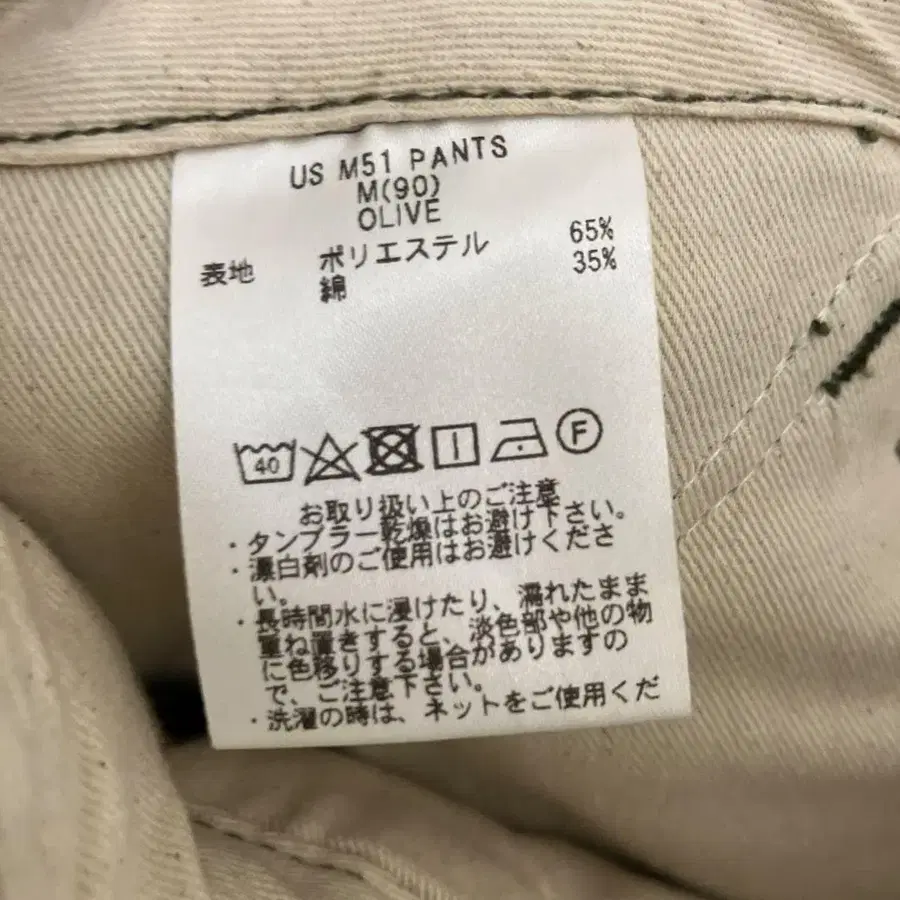 US M51 PANTS
M(90)
OLIVE
表地 ポリエステル 65%
綿 35%
40 F
お取り扱い上のご注意
・タンブラー乾燥はお避け下さい。
・漂白剤のご使用はお避けくださ
い。
・長時間水に浸けたり、濡れたまま
重ね置きすると、淡色部や他の物
に色移りする場合がありますの
で、ご注意下さい。
・洗濯の時は、ネットをご使用くだ